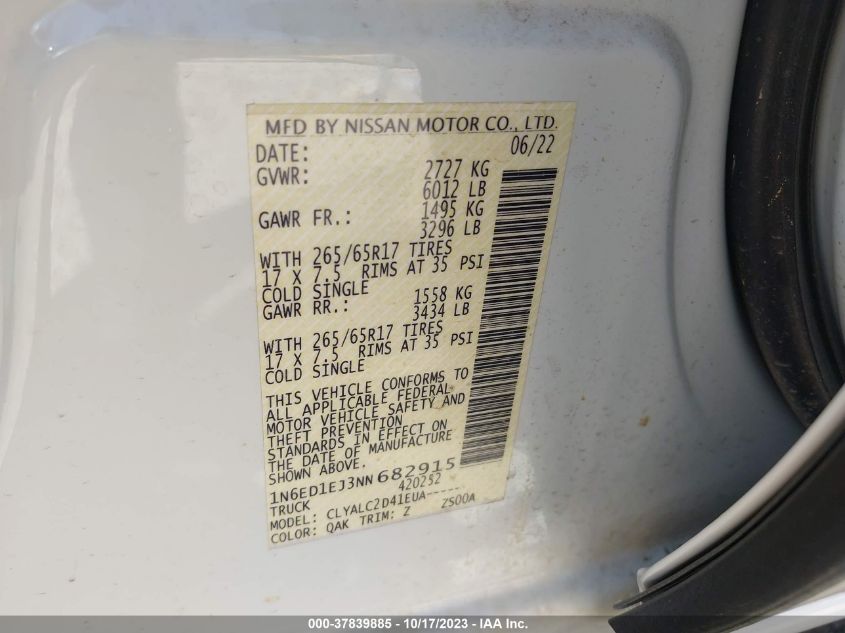 MFD BY NISSAN MOTOR CO., LTD.
DATE: 06/22
GVWR: 2727 KG
6012 LB
GAWR FR.: 1495 KG
3296 LB
WITH 265/65R17 TIRES
17 X 7.5 RIMS AT 35 PSI
COLD SINGLE
GAWR RR.: 1558 KG
3434 LB
WITH 265/65R17 TIRES
17 X 7.5 RIMS AT 35 PSI
COLD SINGLE
THIS VEHICLE CONFORMS TO
ALL APPLICABLE FEDERAL
MOTOR VEHICLE SAFETY AND
THEFT PREVENTION
STANDARDS IN EFFECT ON
THE DATE OF MANUFACTURE
SHOWN ABOVE.
1N6ED1EJ3NN682915
TRUCK 420252
MODEL: CLYALC2D41EUA-----
COLOR: QAK TRIM: Z ZS00A
000-37839885 - 10/17/2023 - IAA Inc.